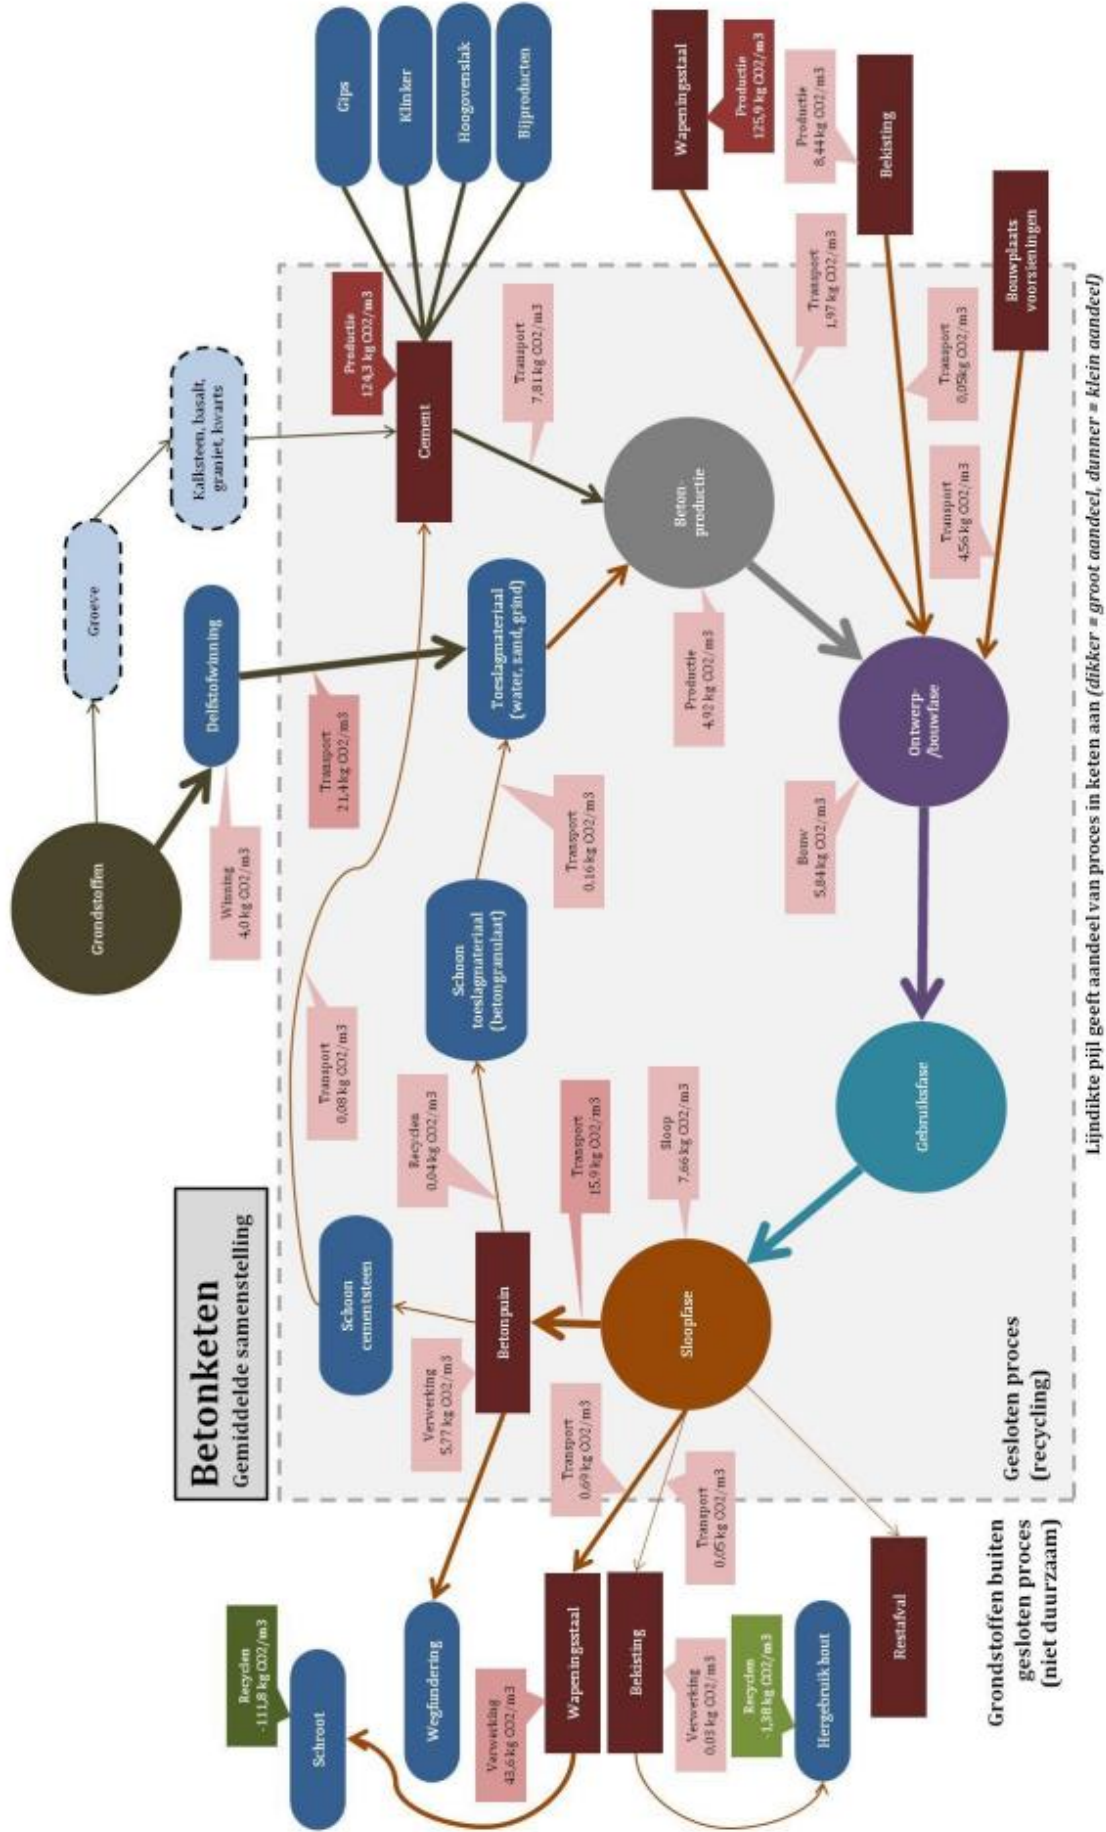 Betonketen
Gemiddelde samenstelling
Grondstoffen
Groeve
Kalksteen, basalt,
graniet, kwarts
Winning
4,0 kg CO2/m3
Delfstofwinning
Gips
Klinker
Hoogovenslak
Bijproducten
Transport
0,08 kg CO2/m3
Transport
21,4 kg CO2/m3
Productie
124,3 kg CO2/m3
Cement
Recyclen
-111,8 kg CO2/m3
Schroot
Schoon
cementsteen
Recyclen
0,04 kg CO2/m3
Schoon
toeslagmateriaal
(betongranulaat)
Toeslagmateriaal
(water, sand, grind)
Transport
7,81 kg CO2/m3
Wegfundering
Verwerking
5,77 kg CO2/m3
Betonpuin
Transport
0,16 kg CO2/m3
Verwerking
43,6 kg CO2/m3
Wapeningsstaal
Transport
0,69 kg CO2/m3
Transport
15,9 kg CO2/m3
Sloop
7,66 kg CO2/m3
Sloopfase
Productie
4,92 kg CO2/m3
Beton-
productie
Wapeningsstaal
Productie
125,9 kg CO2/m3
Bekisting
Transport
0,05 kg CO2/m3
Verwerking
0,03 kg CO2/m3
Recyclen
-1,38 kg CO2/m3
Hergebruik hout
Bouw
5,84 kg CO2/m3
Transport
1,97 kg CO2/m3
Productie
8,44 kg CO2/m3
Bekisting
Restafval
Gebruiksfase
Ontwerp-
/bouwfase
Transport
4,56 kg CO2/m3
Transport
0,05kg CO2/m3
Bouwplaats
voorsieningen
Grondstoffen buiten
gesloten proces
(niet duurzaam)
Gesloten proces
(recycling)
Lijndikte pijl geeft aandeel van proces in keten aan (dikker = groot aandeel, dunner = klein aandeel)